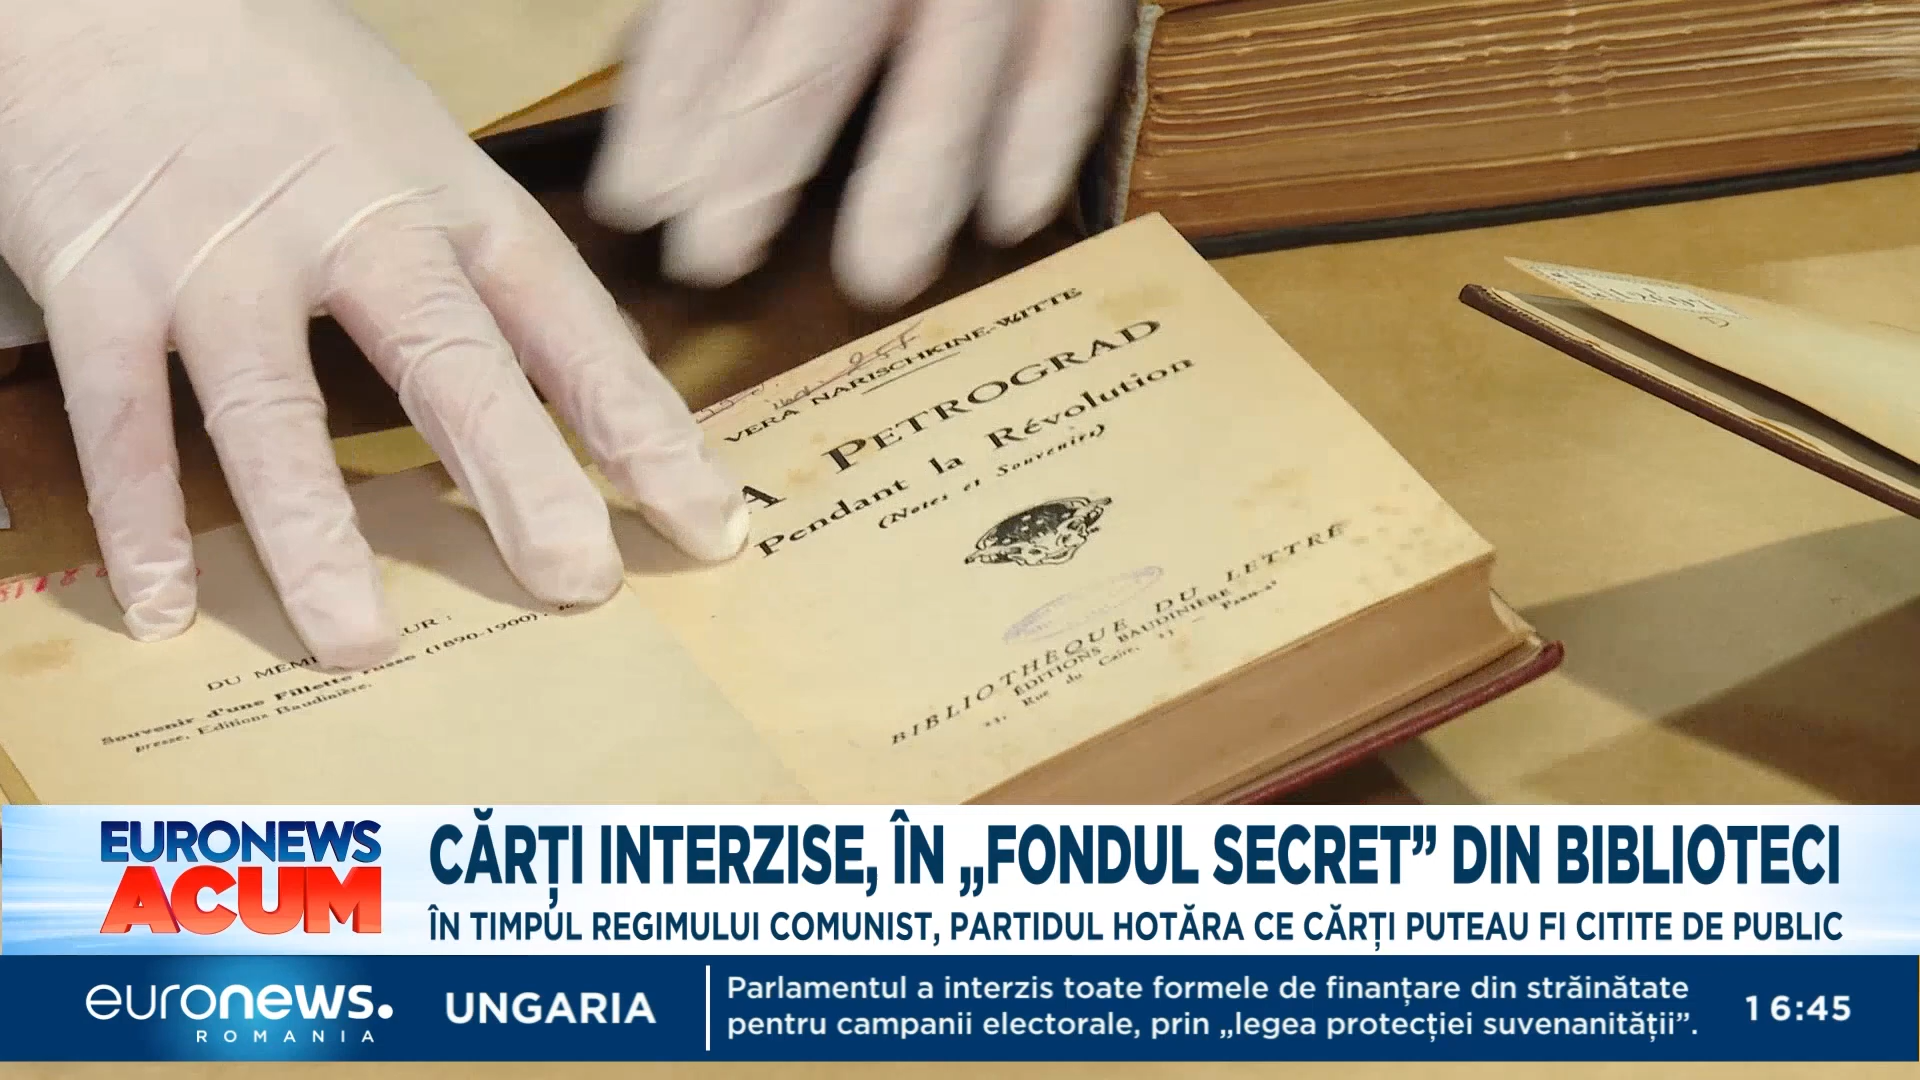 VERA NARISCHKINE-WITTE
A PETROGRAD
Pendant la Révolution
(Notes et Souvenirs)
BIBLIOTHÈQUE DU LETTRÉ
ÉDITIONS BAUDINIÈRE
Rue du Caire,
DU MÊM EUR :
Souvenir d'une Fillette russe (1890-1900).
presse. Editions Baudinière.
EURONEWS
ACUM
CĂRȚI INTERZISE, ÎN „FONDUL SECRET” DIN BIBLIOTECI
ÎN TIMPUL REGIMULUI COMUNIST, PARTIDUL HOTĂRA CE CĂRȚI PUTEAU FI CITITE DE PUBLIC
euronews.
ROMANIA
UNGARIA
Parlamentul a interzis toate formele de finanțare din străinătate
pentru campanii electorale, prin „legea protecției suvenanității”.
16:45